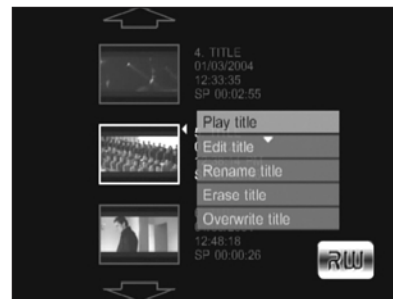 4. TITLE
01/03/2004
12:33:35
SP 00:02:55
Play title
Edit title
Rename title
Erase title
Overwrite title
12:48:18
SP 00:00:26
RW